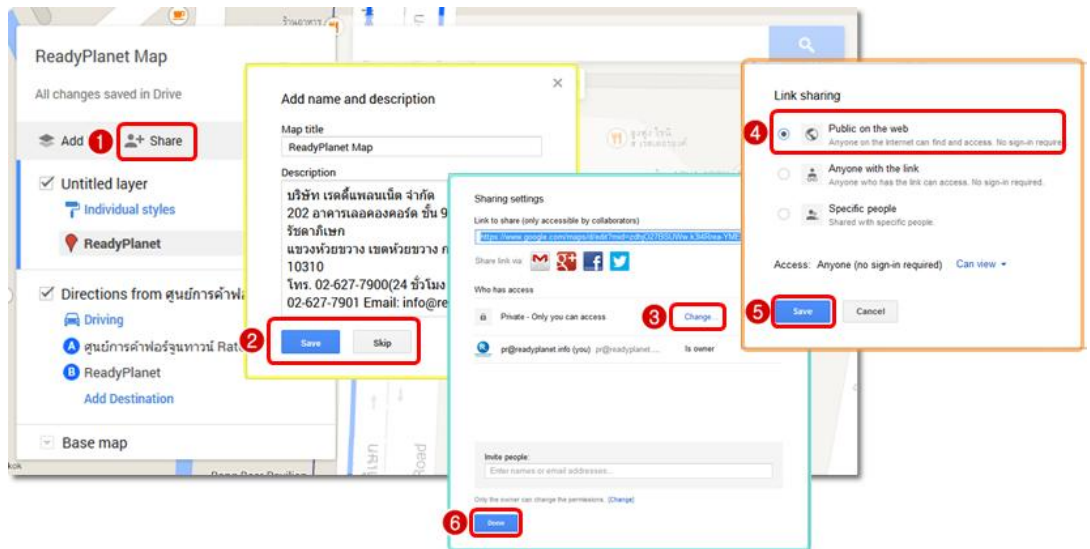 ร้านอาหาร
ReadyPlanet Map
All changes saved in Drive
Add
1
Share
Untitled layer
Individual styles
ReadyPlanet
Directions from ศูนย์การค้าฟ
Driving
A ศูนย์การค้าฟอร์จูนทาวน์ Rat
B ReadyPlanet
Add Destination
Base map
Add name and description
Map title
ReadyPlanet Map
Description
บริษัท เรดดี้แพลนเน็ต จำกัด
202 อาคารเลอคองคอร์ด ชั้น 9
รัชดาภิเษก
แขวงห้วยขวาง เขตห้วยขวาง ก
10310
โทร. 02-627-7900(24 ชั่วโมง
02-627-7901 Email: info@re
2
Save
Skip
Sharing settings
Link to share (only accessible by collaborators)
Share link via
Who has access
Private - Only you can access
3
Change...
pr@readyplanet.info (you) pr@readyplanet ...
Is owner
Invite people:
Enter names or email addresses...
Only the owner can change the permissions. [Change]
6
Done
Link sharing
4
Public on the web
Anyone on the Internet can find and access. No sign-in require
Anyone with the link
Anyone who has the link can access. No sign-in required.
Specific people
Shared with specific people.
Access: Anyone (no sign-in required) Can view
5
Save
Cancel
Road